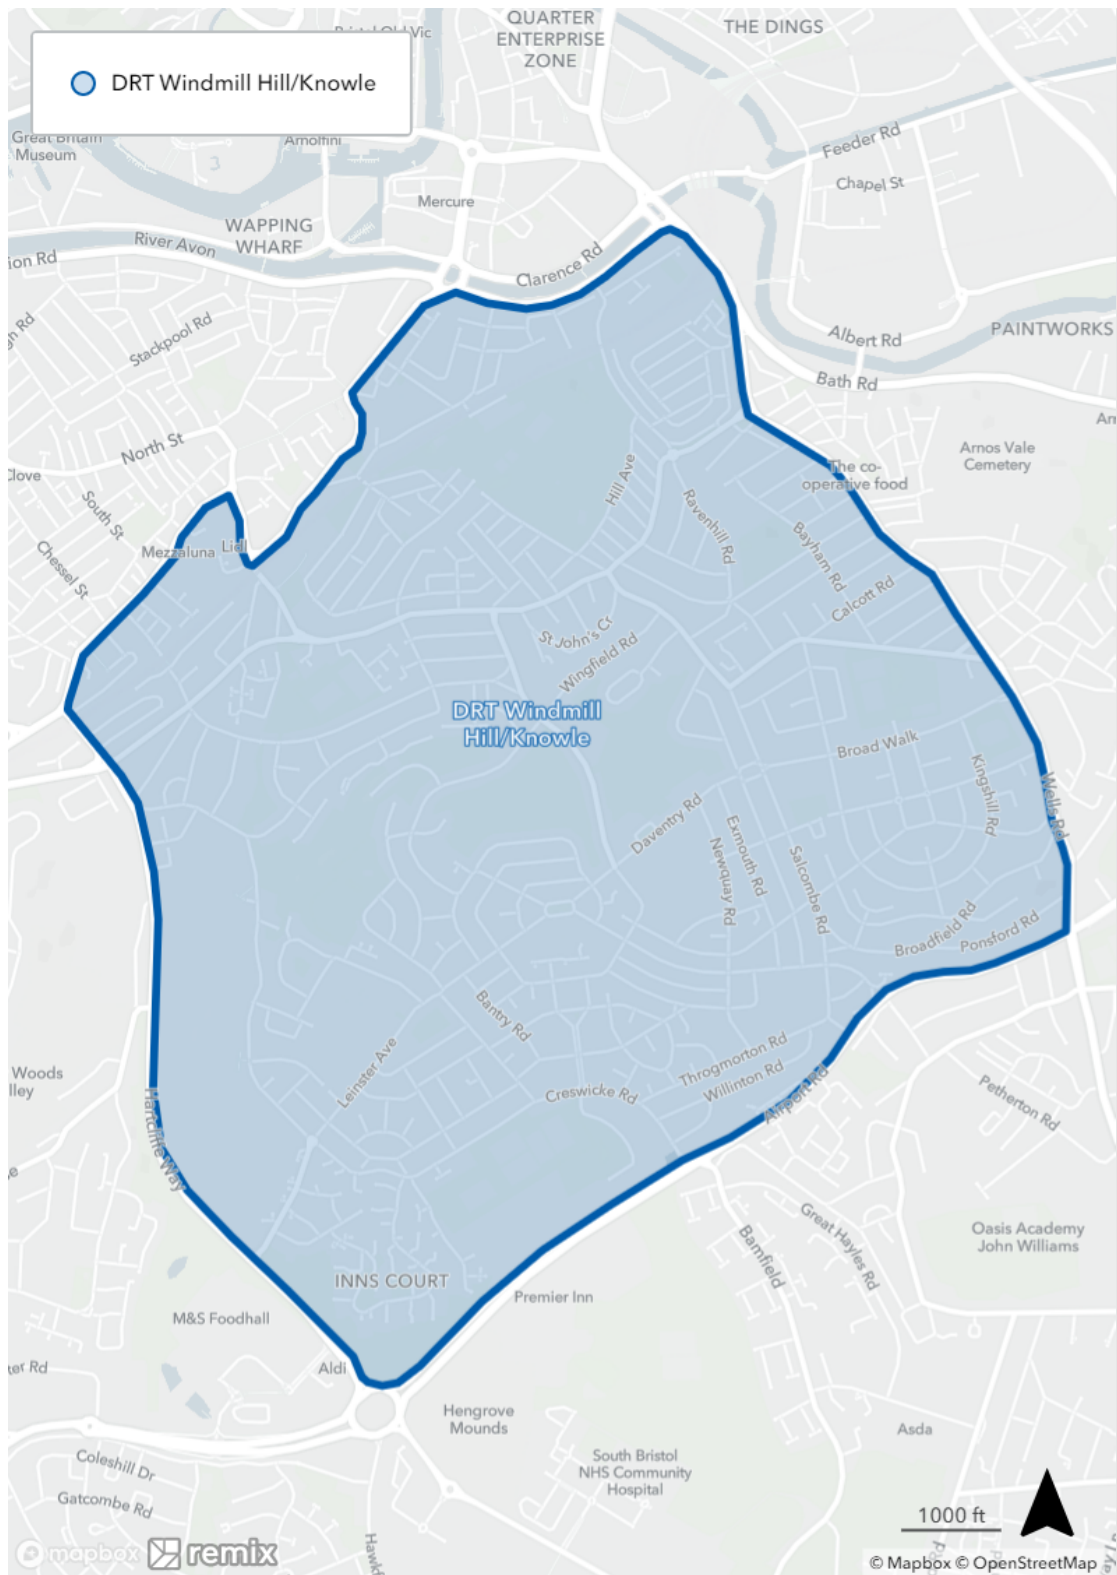 QUARTER
ENTERPRISE
ZONE
THE DINGS
DRT Windmill Hill/Knowle
Great Britain
Museum
Arnolfini
3
Feeder Rd
Chapel St
Mercure
WAPPING
WHARF
River Avon
Clarence Rd
Stackpool Rd
Albert Rd
PAINTWORKS
Bath Rd
North St
Arnos Vale
Cemetery
The co-
operative food
Hill Ave
Ravenhill Rd
South St
Mezzaluna
Lidl
Chessel St
Bayham Rd
Calcott Rd
St John's Cr
Wingfield Rd
DRT Windmill
Hill/Knowle
Broad Walk
Kingshill Rd
Wells Rd
Daventry Rd
Exmouth Rd
Newquay Rd
Salcombe Rd
Broadfield Rd
Ponsford Rd
Bantry Rd
Leinster Ave
Throgmorton Rd
Willinton Rd
Creswicke Rd
Airport Rd
Petherton Rd
Woods
lley
Hartcliffe Way
Great Hayles Rd
Bamfield
Oasis Academy
John Williams
INNS COURT
Premier Inn
M&S Foodhall
Aldi
ter Rd
Hengrove
Mounds
Asda
South Bristol
NHS Community
Hospital
Coleshill Dr
Gatcombe Rd
1000 ft
mapbox remix
© Mapbox © OpenStreetMap